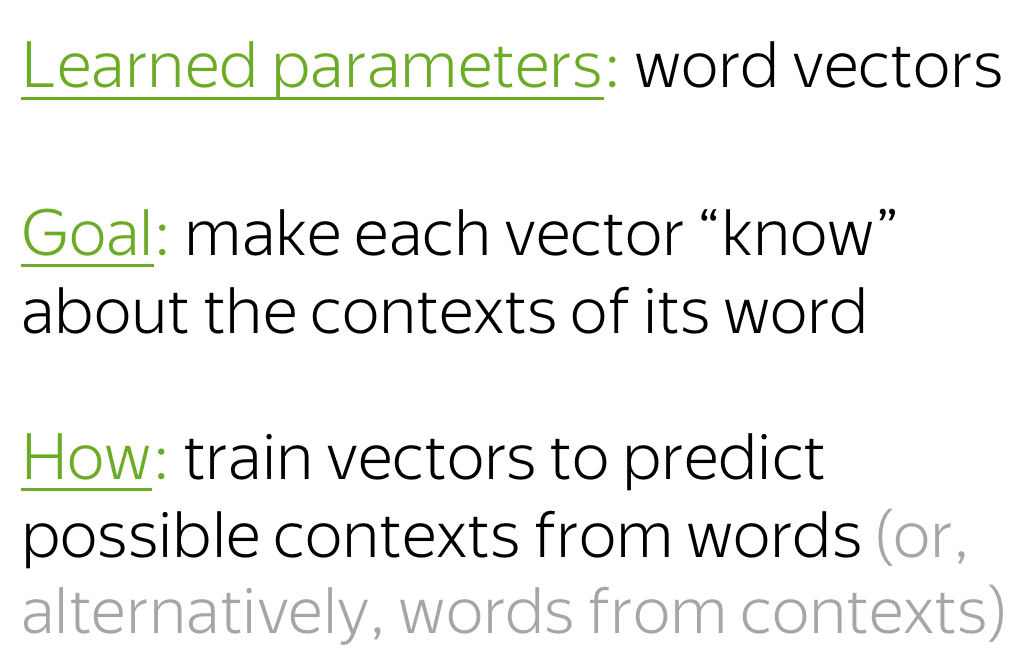 Learned parameters: word vectors
Goal: make each vector “know”
about the contexts of its word
How: train vectors to predict
possible contexts from words (or,
alternatively, words from contexts)